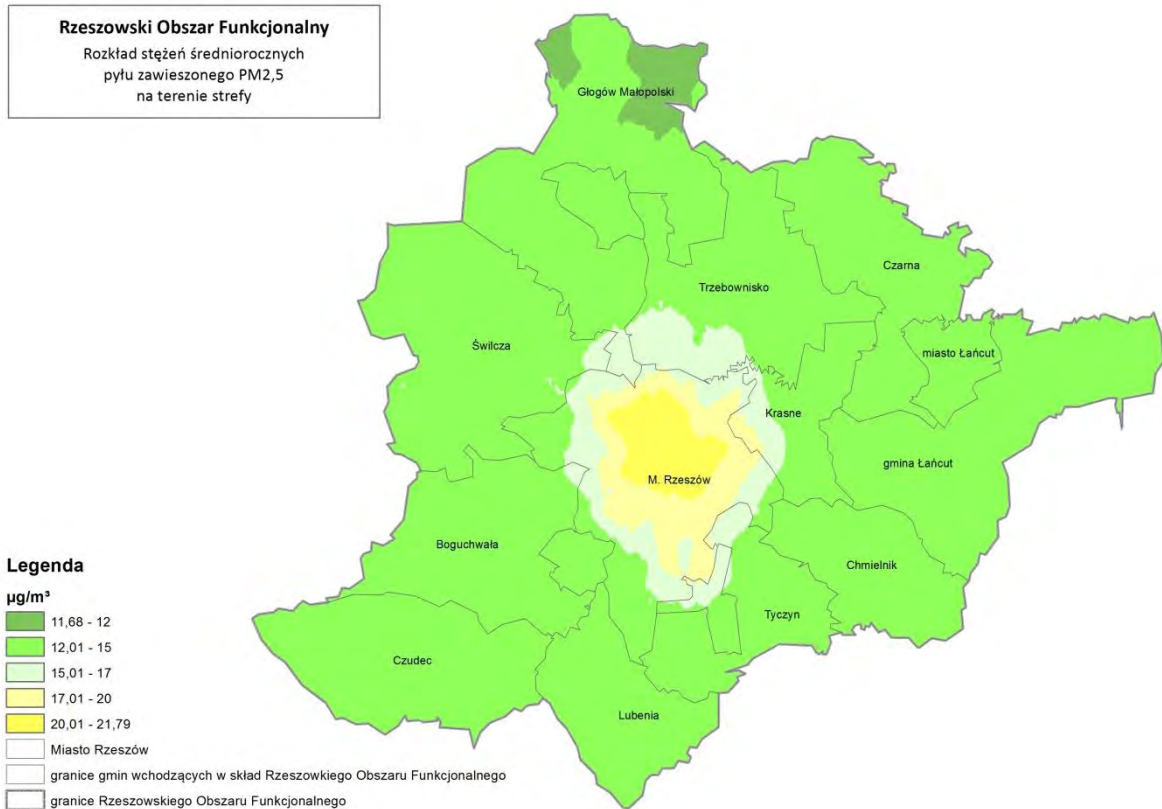 Rzeszowski Obszar Funkcjonalny
Rozkład stężeń średniorocznych
pyłu zawieszonego PM2,5
na terenie strefy
Głogów Małopolski
Czarna
Trzebownisko
Świlcza
miasto Łańcut
Krasne
gmina Łańcut
M. Rzeszów
Boguchwała
Chmielnik
Tyczyn
Czudec
Lubenia
Legenda
µg/m³
11,68 - 12
12,01 - 15
15,01 - 17
17,01 - 20
20,01 - 21,79
Miasto Rzeszów
granice gmin wchodzących w skład Rzeszowkiego Obszaru Funkcjonalnego
granice Rzeszowskiego Obszaru Funkcjonalnego